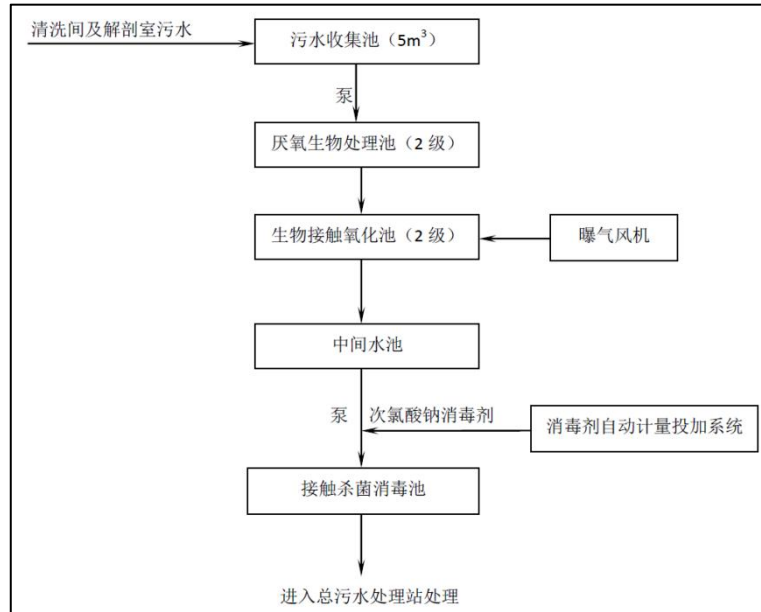 清洗间及解剖室污水
污水收集池（5m³）
泵
厌氧生物处理池（2 级）
生物接触氧化池（2 级）
曝气风机
中间水池
泵
次氯酸钠消毒剂
消毒剂自动计量投加系统
接触杀菌消毒池
进入总污水处理站处理